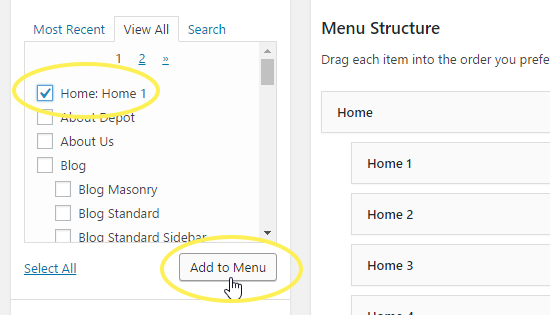 Most Recent View All Search
1 2 »
Home: Home 1
About Depot
About Us
Blog
Blog Masonry
Blog Standard
Blog Standard Sidebar
Select All Add to Menu
Menu Structure
Drag each item into the order you prefe
Home
Home 1
Home 2
Home 3
Home 4